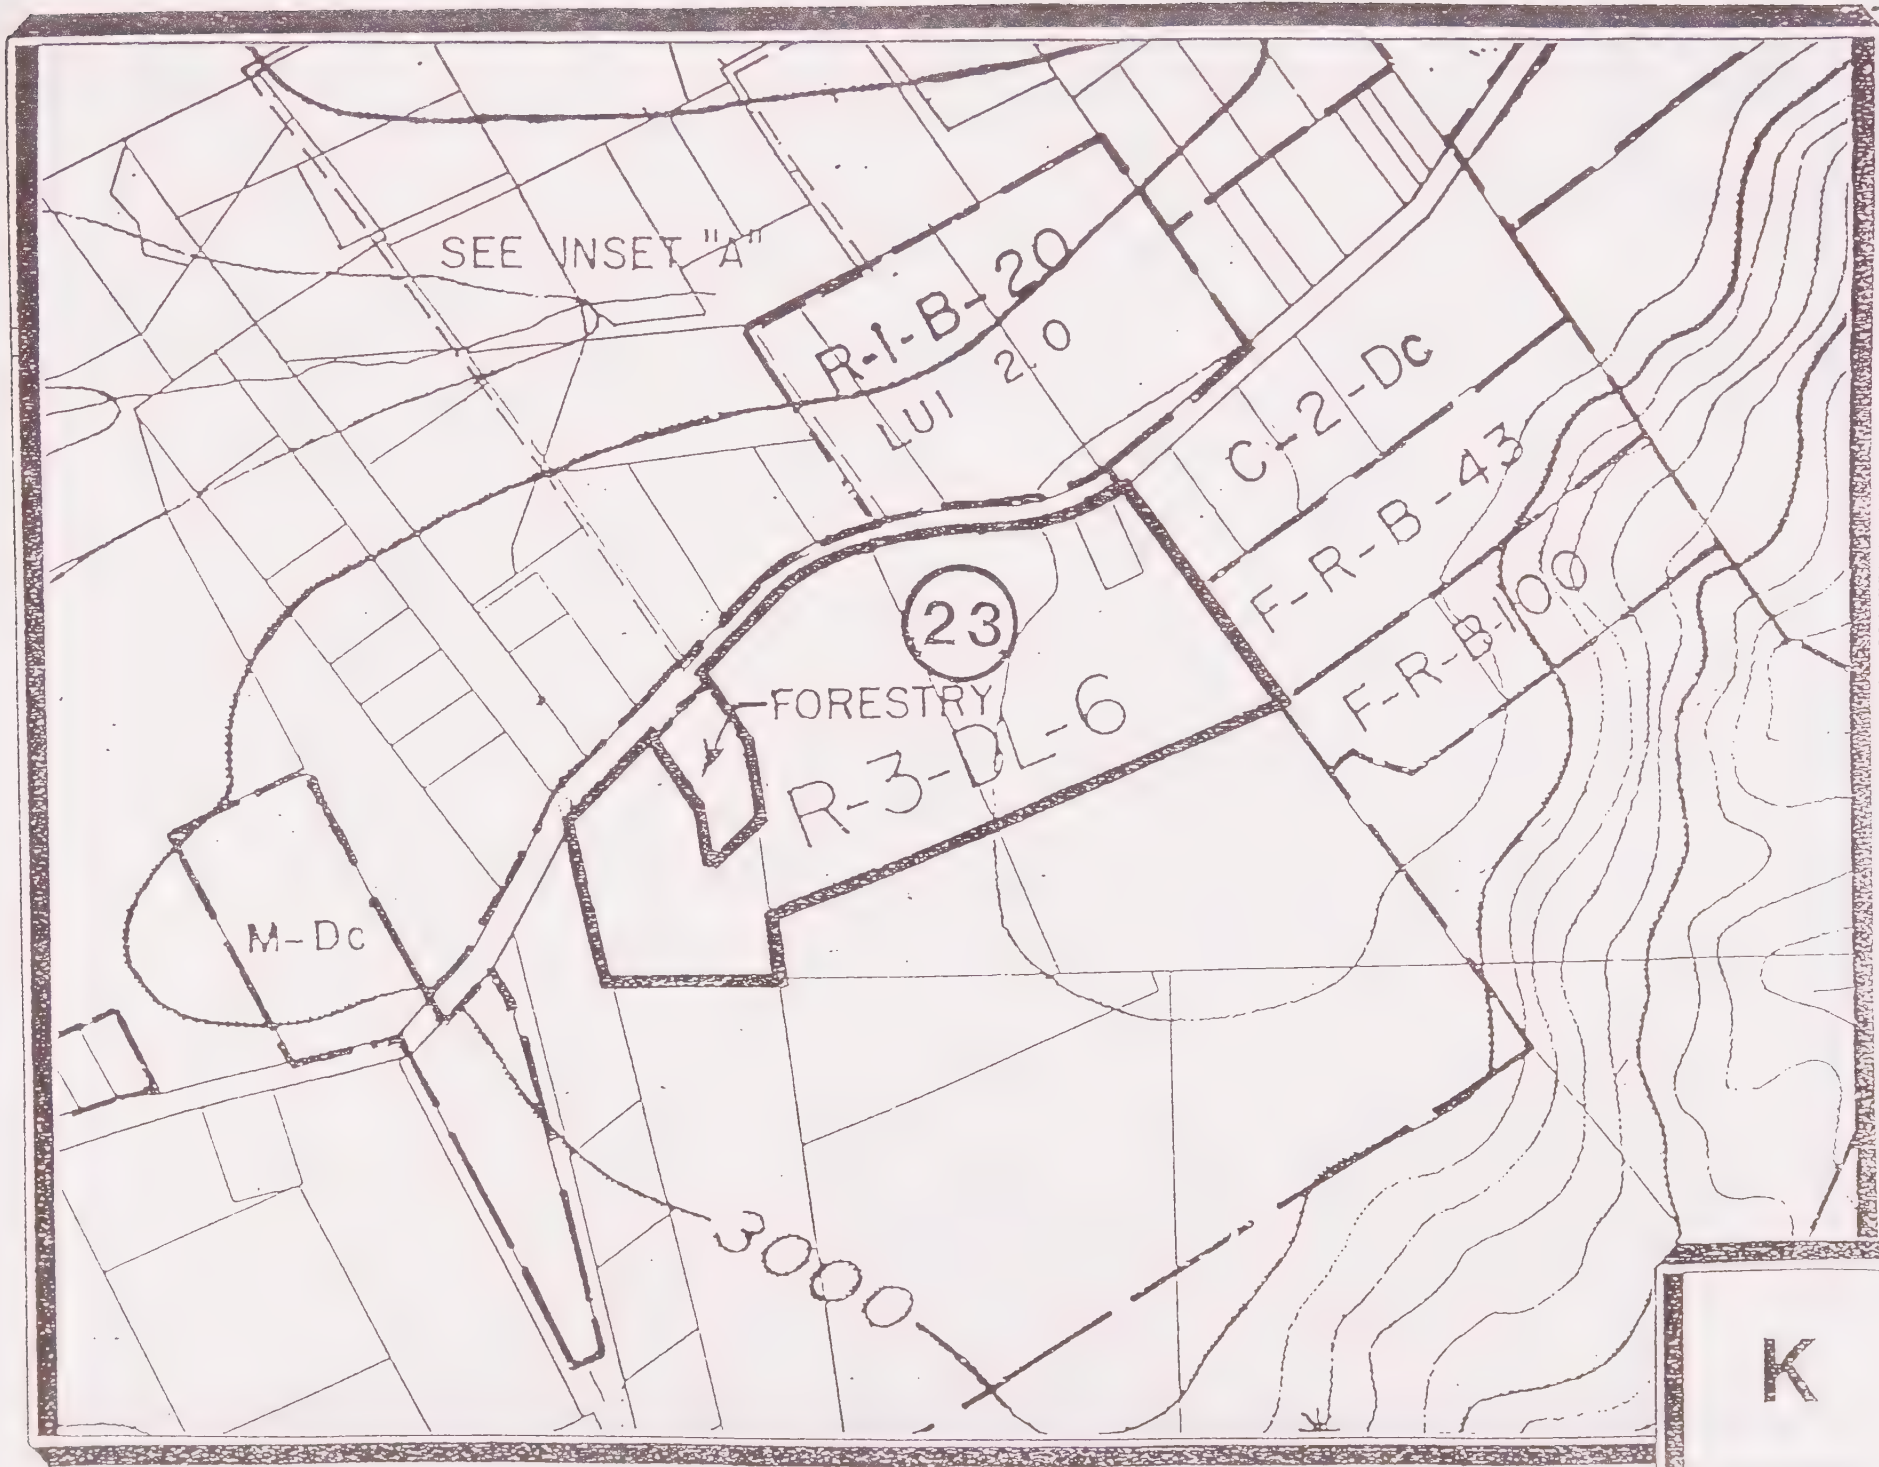 SEE INSET "A"
R-1-B-20
LUI 2.0
C-2-Dc
F-R-B-43
F-R-B-100
23
FORESTRY
R-3-DL-6
M-Dc
3000
K